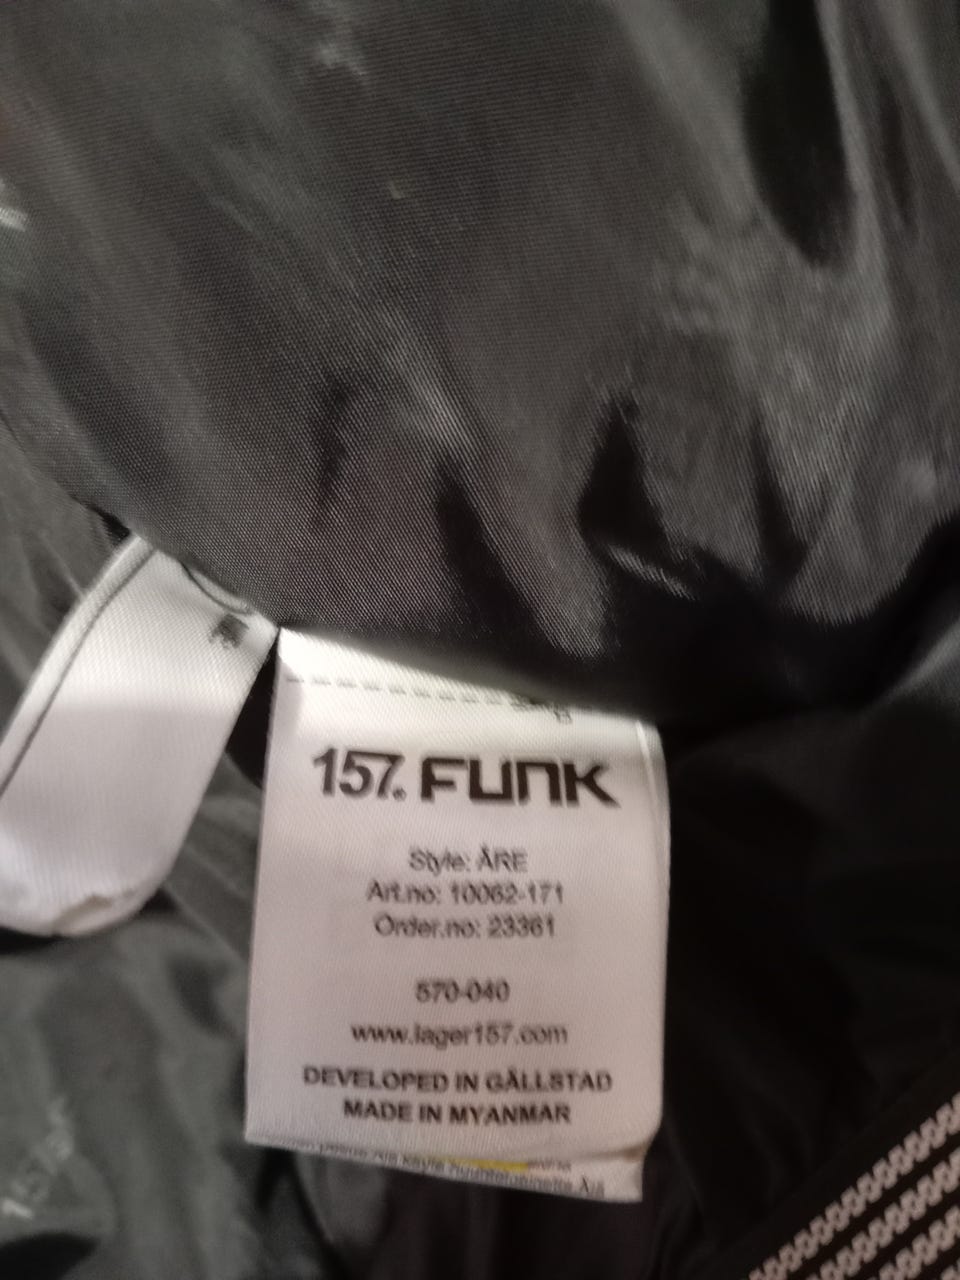 157. FUNK
Style: ÅRE
Art.no: 10062-171
Order.no: 23361
570-040
www.lager157.com
DEVELOPED IN GÄLLSTAD
MADE IN MYANMAR